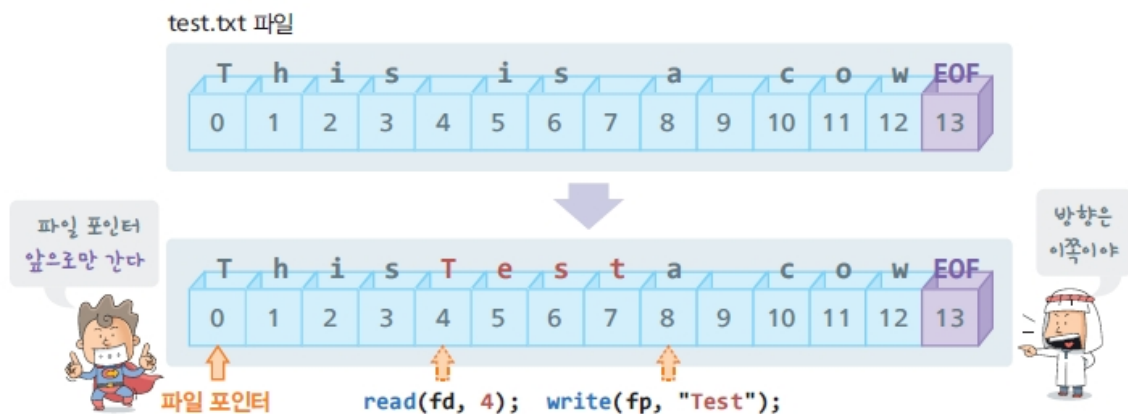 test.txt 파일
T h i s i s a c o w EOF
0 1 2 3 4 5 6 7 8 9 10 11 12 13
파일 포인터
앞으로만 간다
방향은
이쪽이야
T h i s T e s t a c o w EOF
0 1 2 3 4 5 6 7 8 9 10 11 12 13
파일 포인터 read(fd, 4); write(fp, "Test");